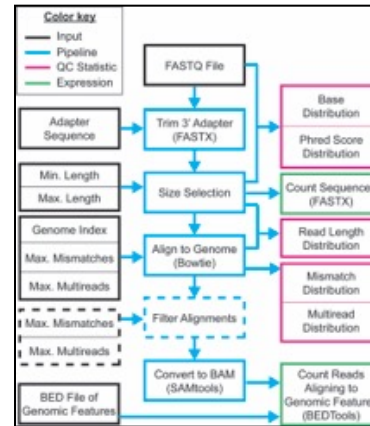 Color key
Input
Pipeline
QC Statistic
Expression
FASTQ File
Adapter
Sequence
Trim 3' Adapter
(FASTX)
Base
Distribution
Phred Score
Distribution
Min. Length
Max. Length
Size Selection
Count Sequences
(FASTX)
Genome Index
Max. Mismatches
Max. Multireads
Align to Genome
(Bowtie)
Read Length
Distribution
Mismatch
Distribution
Multiread
Distribution
Max. Mismatches
Max. Multireads
Filter Alignments
Convert to BAM
(SAMtools)
BED File of
Genomic Features
Count Reads
Aligning to
Genomic Feature
(BEDTools)